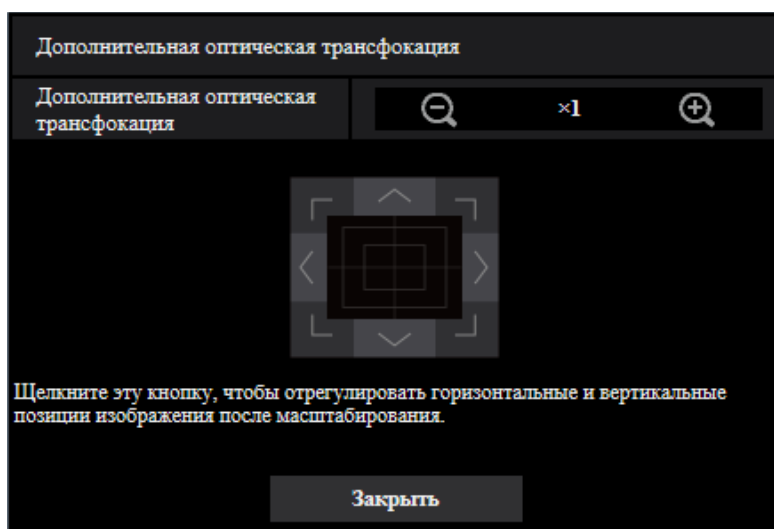 Дополнительная оптическая трансфокация
Дополнительная оптическая
трансфокация
×1
Щелкните эту кнопку, чтобы отрегулировать горизонтальные и вертикальные
позиции изображения после масштабирования.
Закрыть